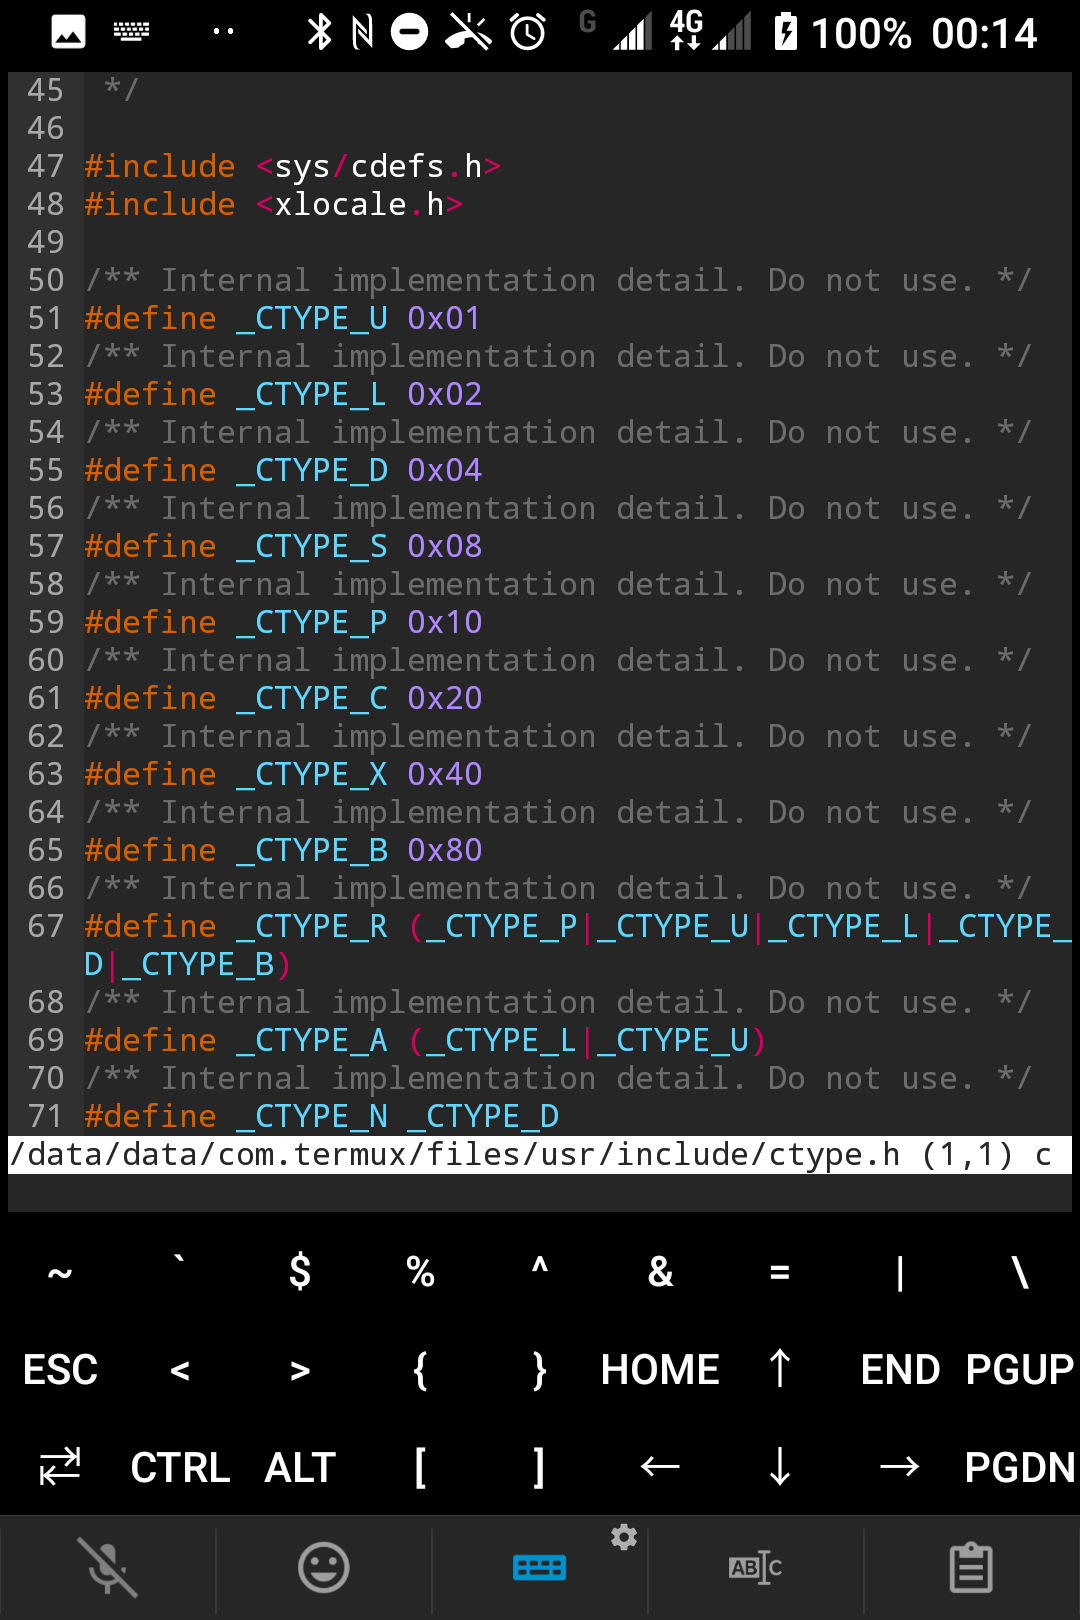 G 4G 100% 00:14
45 */
46
47 #include <sys/cdefs.h>
48 #include <xlocale.h>
49
50 /** Internal implementation detail. Do not use. */
51 #define _CTYPE_U 0x01
52 /** Internal implementation detail. Do not use. */
53 #define _CTYPE_L 0x02
54 /** Internal implementation detail. Do not use. */
55 #define _CTYPE_D 0x04
56 /** Internal implementation detail. Do not use. */
57 #define _CTYPE_S 0x08
58 /** Internal implementation detail. Do not use. */
59 #define _CTYPE_P 0x10
60 /** Internal implementation detail. Do not use. */
61 #define _CTYPE_C 0x20
62 /** Internal implementation detail. Do not use. */
63 #define _CTYPE_X 0x40
64 /** Internal implementation detail. Do not use. */
65 #define _CTYPE_B 0x80
66 /** Internal implementation detail. Do not use. */
67 #define _CTYPE_R (_CTYPE_P|_CTYPE_U|_CTYPE_L|_CTYPE_
D|_CTYPE_B)
68 /** Internal implementation detail. Do not use. */
69 #define _CTYPE_A (_CTYPE_L|_CTYPE_U)
70 /** Internal implementation detail. Do not use. */
71 #define _CTYPE_N _CTYPE_D
/data/data/com.termux/files/usr/include/ctype.h (1,1) c
~ ` $ % ^ & = | \
ESC < > { } HOME ↑ END PGUP
⇄ CTRL ALT [ ] ← ↓ → PGDN
ABC